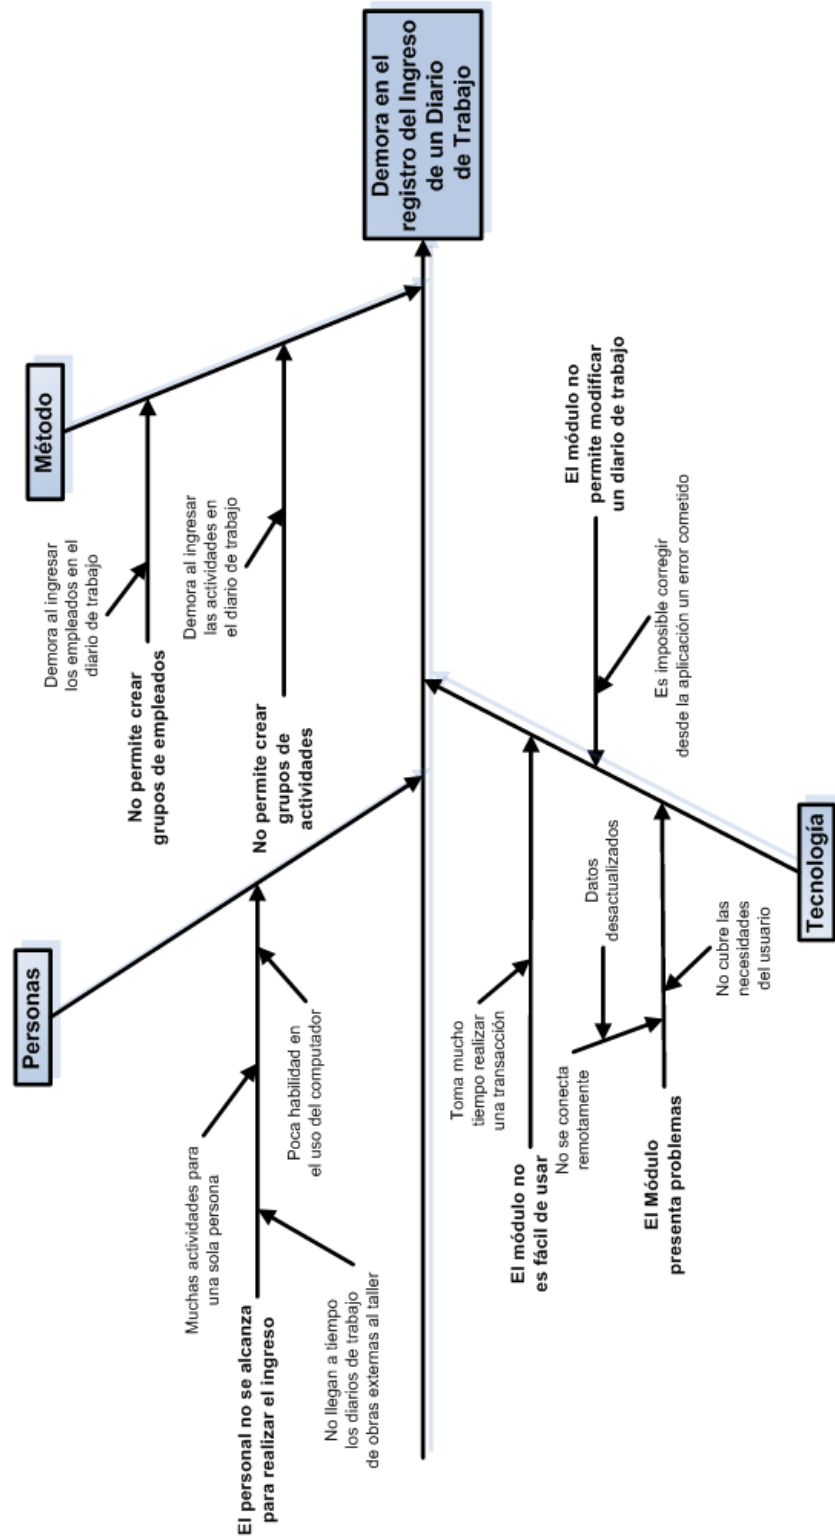 Personas
Método
Demora al ingresar
los empleados en el
diario de trabajo
No permite crear
grupos de empleados
Demora al ingresar
las actividades en
el diario de trabajo
No permite crear
grupos de
actividades
Muchas actividades para
una sola persona
El personal no se alcanza
para realizar el ingreso
Poca habilidad en
el uso del computador
No llegan a tiempo
los diarios de trabajo
de obras externas al taller
Demora en el
registro del Ingreso
de un Diario
de Trabajo
Toma mucho
tiempo realizar
una transacción
El módulo no
es fácil de usar
No se conecta
remotamente
Datos
desactualizados
El Módulo
presenta problemas
No cubre las
necesidades
del usuario
El módulo no
permite modificar
un diario de trabajo
Es imposible corregir
desde la aplicación un error cometido
Tecnología